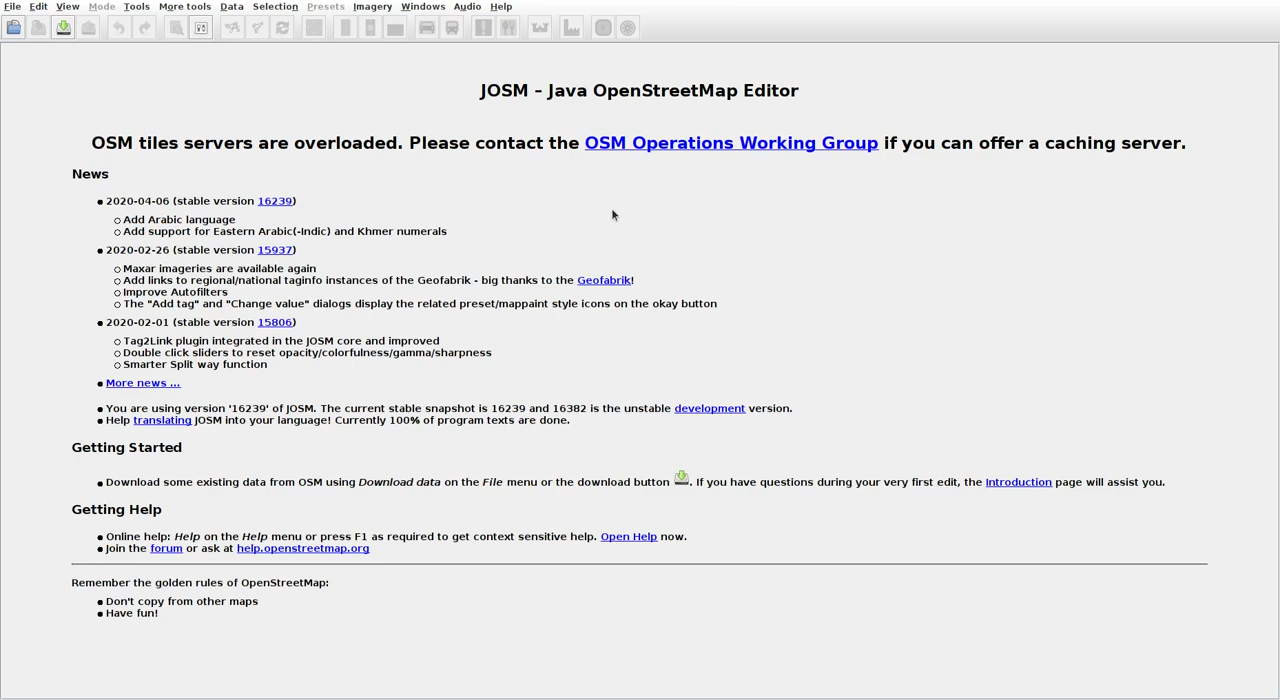 File Edit View Mode Tools More tools Data Selection Presets Imagery Windows Audio Help
JOSM – Java OpenStreetMap Editor
OSM tiles servers are overloaded. Please contact the OSM Operations Working Group if you can offer a caching server.
News
2020-04-06 (stable version 16239)
Add Arabic language
Add support for Eastern Arabic(-Indic) and Khmer numerals
2020-02-26 (stable version 15937)
Maxar imageries are available again
Add links to regional/national taginfo instances of the Geofabrik - big thanks to the Geofabrik!
Improve Autofilters
The "Add tag" and "Change value" dialogs display the related preset/mappaint style icons on the okay button
2020-02-01 (stable version 15806)
Tag2Link plugin integrated in the JOSM core and improved
Double click sliders to reset opacity/colorfulness/gamma/sharpness
Smarter Split way function
More news ...
You are using version '16239' of JOSM. The current stable snapshot is 16239 and 16382 is the unstable development version.
Help translating JOSM into your language! Currently 100% of program texts are done.
Getting Started
Download some existing data from OSM using Download data on the File menu or the download button . If you have questions during your very first edit, the Introduction page will assist you.
Getting Help
Online help: Help on the Help menu or press F1 as required to get context sensitive help. Open Help now.
Join the forum or ask at help.openstreetmap.org
Remember the golden rules of OpenStreetMap:
Don't copy from other maps
Have fun!